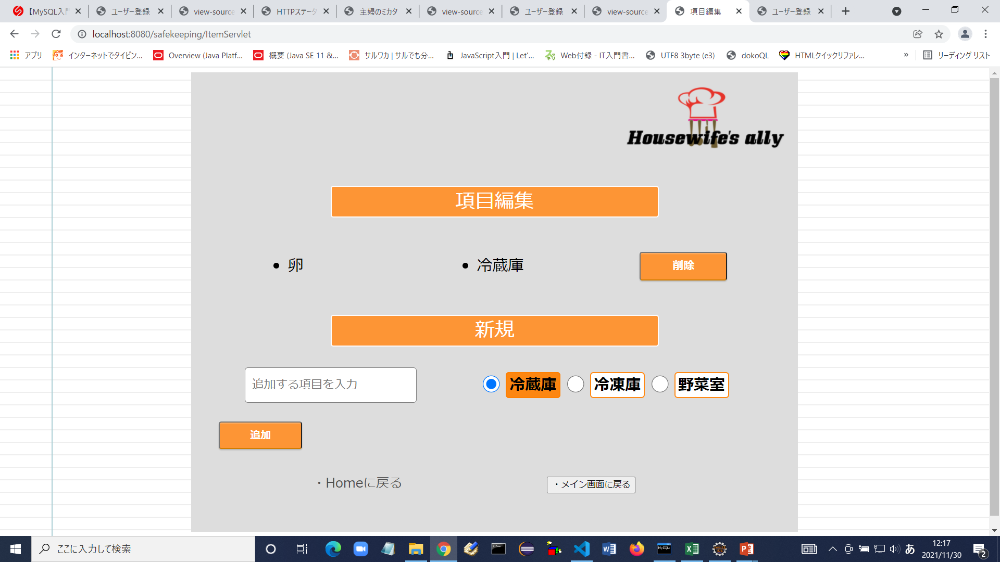 【MySQL入門
ユーザー登録
view-source
HTTPステータ
主婦のミカタ
view-source
ユーザー登録
view-source
項目編集
ユーザー登録
localhost:8080/safekeeping/ItemServlet
アプリ
インターネットでタイピン...
Overview (Java Platf...
概要 (Java SE 11 &...
サルワカ | サルでも分...
JavaScript入門 | Let'...
Web付録 - IT入門書...
UTF8 3byte (e3)
dokoQL
HTMLクイックリファレ...
»
リーディング リスト
Housewife's ally
項目編集
• 卵
• 冷蔵庫
削除
新規
追加する項目を入力
冷蔵庫
冷凍庫
野菜室
追加
・Homeに戻る
・メイン画面に戻る
ここに入力して検索
あ
12:17
2021/11/30
2